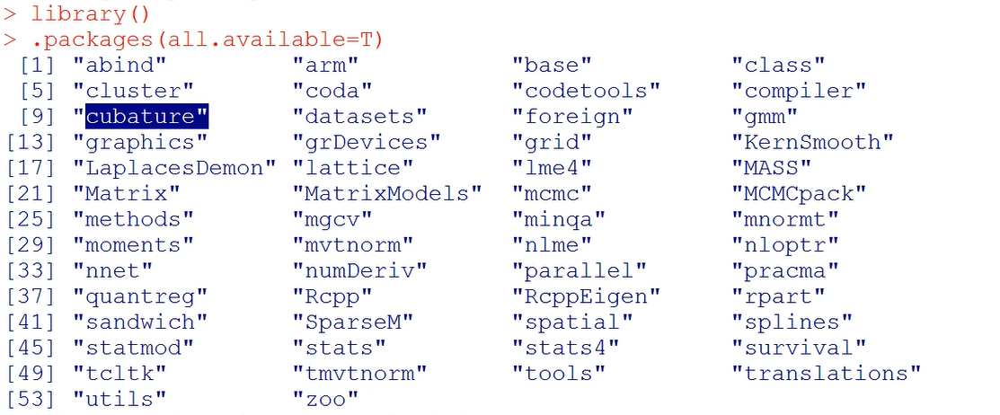 > library()
> .packages(all.available=T)
[1] "abind" "arm" "base" "class"
[5] "cluster" "coda" "codetools" "compiler"
[9] "cubature" "datasets" "foreign" "gmm"
[13] "graphics" "grDevices" "grid" "KernSmooth"
[17] "LaplacesDemon" "lattice" "lme4" "MASS"
[21] "Matrix" "MatrixModels" "mcmc" "MCMCpack"
[25] "methods" "mgcv" "minqa" "mnormt"
[29] "moments" "mvtnorm" "nlme" "nloptr"
[33] "nnet" "numDeriv" "parallel" "pracma"
[37] "quantreg" "Rcpp" "RcppEigen" "rpart"
[41] "sandwich" "SparseM" "spatial" "splines"
[45] "statmod" "stats" "stats4" "survival"
[49] "tcltk" "tmvtnorm" "tools" "translations"
[53] "utils" "zoo"